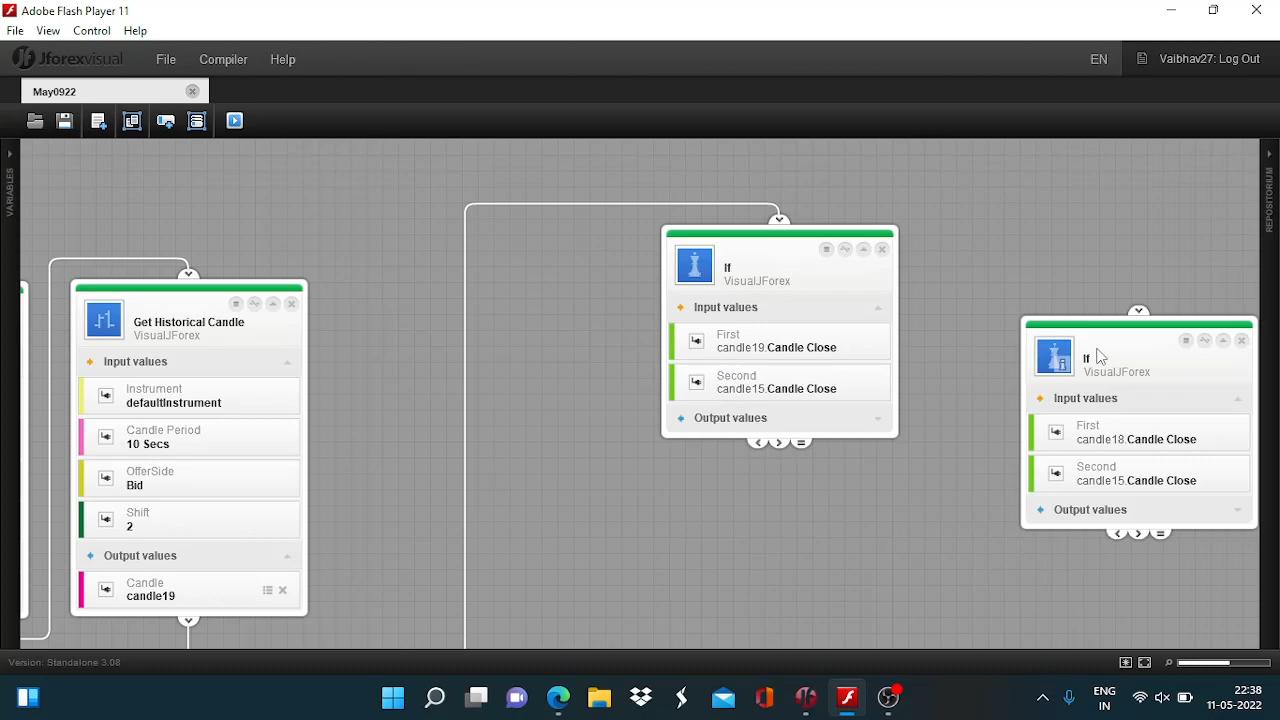 Adobe Flash Player 11
File View Control Help
Jforexvisual File Compiler Help EN Vaibhav27: Log Out
May0922
VARIABLES
REPOSITORIUM
If
VisualJForex
Input values
First
candle19.Candle Close
Second
candle15.Candle Close
Output values
Get Historical Candle
VisualJForex
Input values
Instrument
defaultInstrument
Candle Period
10 Secs
OfferSide
Bid
Shift
2
Output values
Candle
candle19
If
VisualJForex
Input values
First
candle18.Candle Close
Second
candle15.Candle Close
Output values
Version: Standalone 3.08
ENG
IN
22:38
11-05-2022